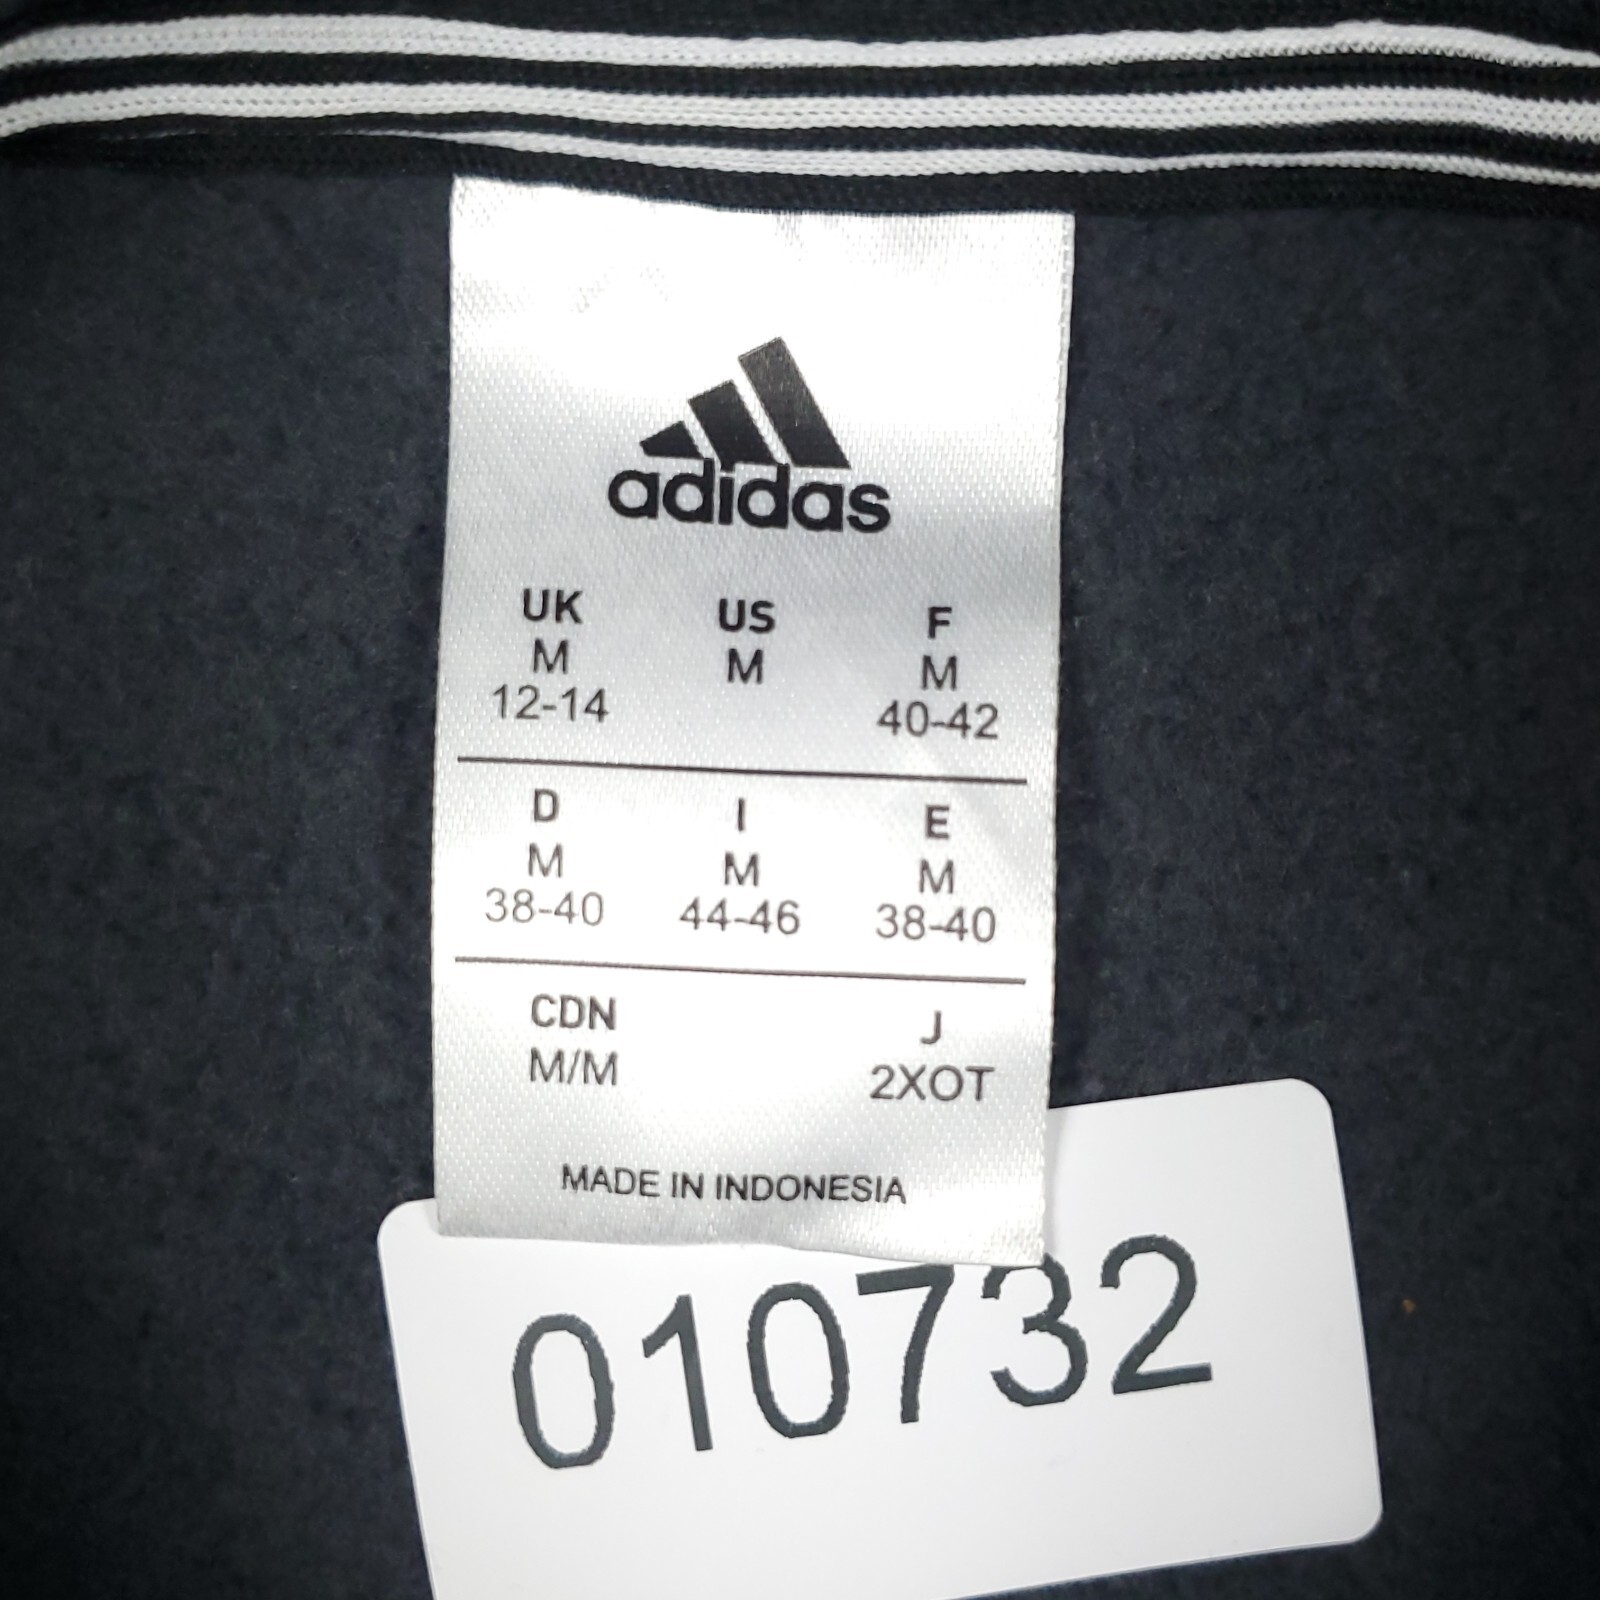 adidas
UK US F
M M M
12-14 40-42
D I E
M M M
38-40 44-46 38-40
CDN J
M/M 2XOT
MADE IN INDONESIA
010732